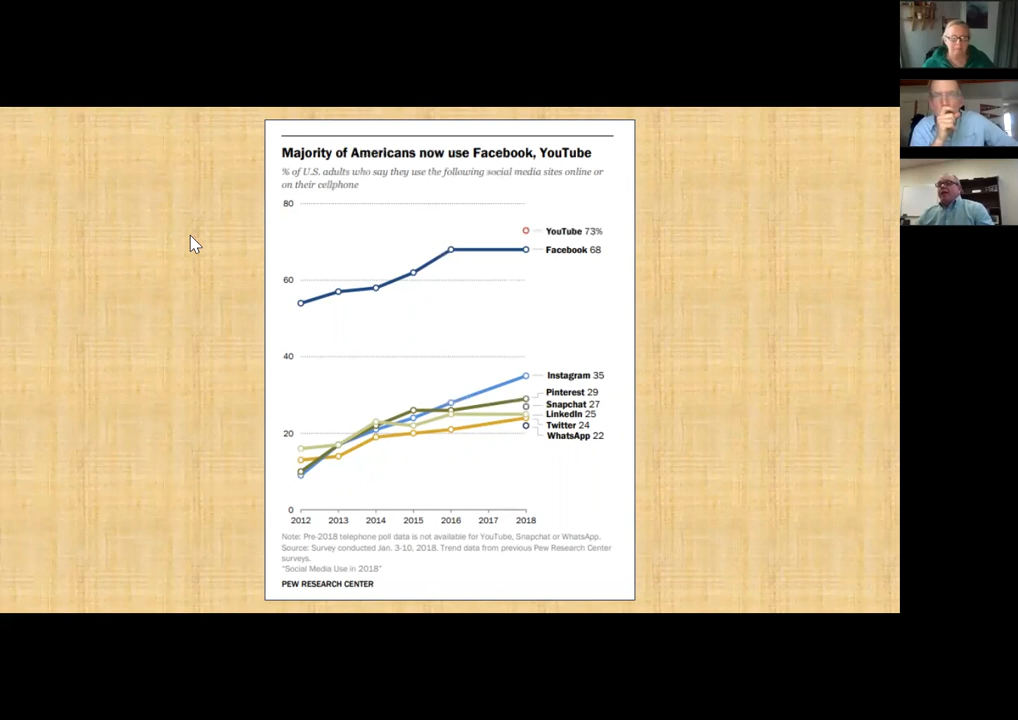 Majority of Americans now use Facebook, YouTube
% of U.S. adults who say they use the following social media sites online or
on their cellphone
80
YouTube 73%
Facebook 68
60
40
Instagram 35
Pinterest 29
Snapchat 27
LinkedIn 25
Twitter 24
20
WhatsApp 22
0
2012 2013 2014 2015 2016 2017 2018
Note: Pre-2018 telephone poll data is not available for YouTube, Snapchat or WhatsApp.
Source: Survey conducted Jan. 3-10, 2018. Trend data from previous Pew Research Center
surveys.
"Social Media Use in 2018"
PEW RESEARCH CENTER